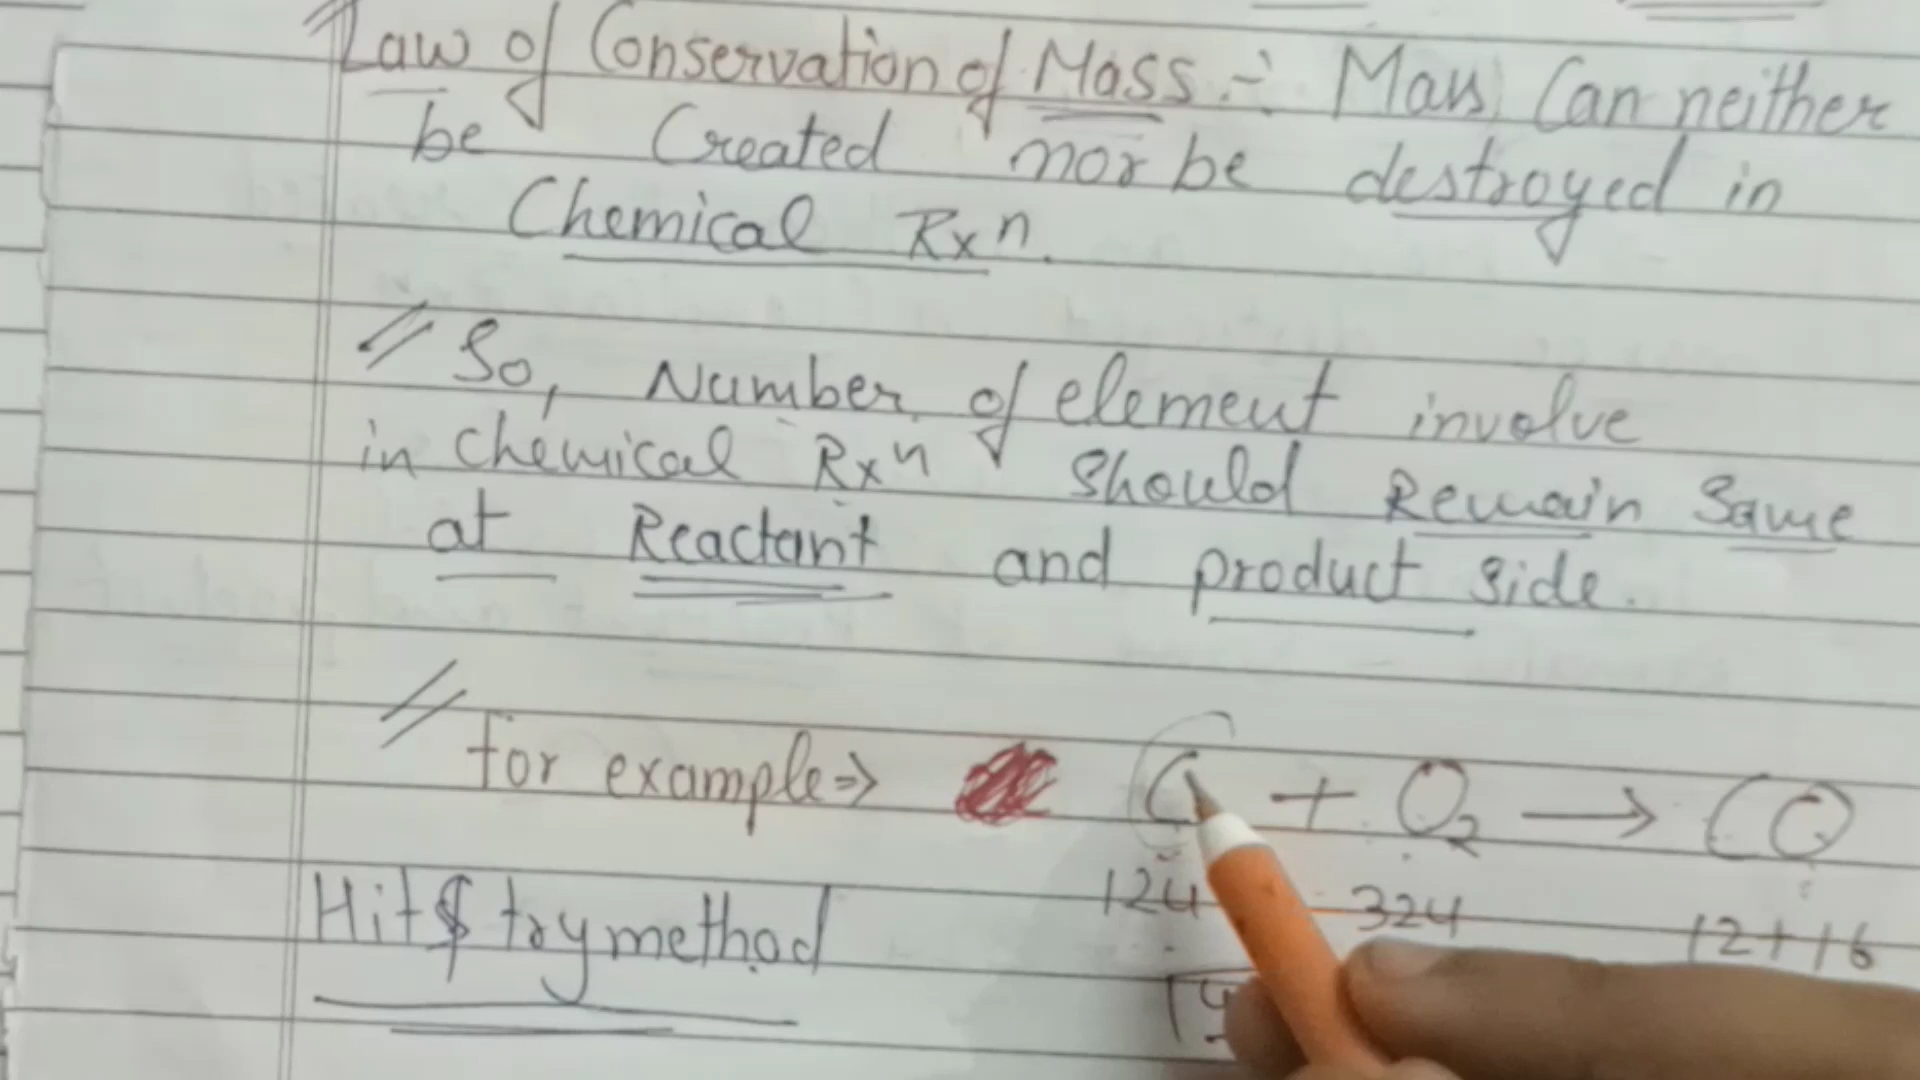 Law of Conservation of Mass :- Mass Can neither
be Created nor be destroyed in
Chemical Rxn.
// So, Number of element involve
in chemical Rxn should Remain Same
at Reactant and product side.
// for example => C + O2 → CO
124 324 12+16
Hit & try method